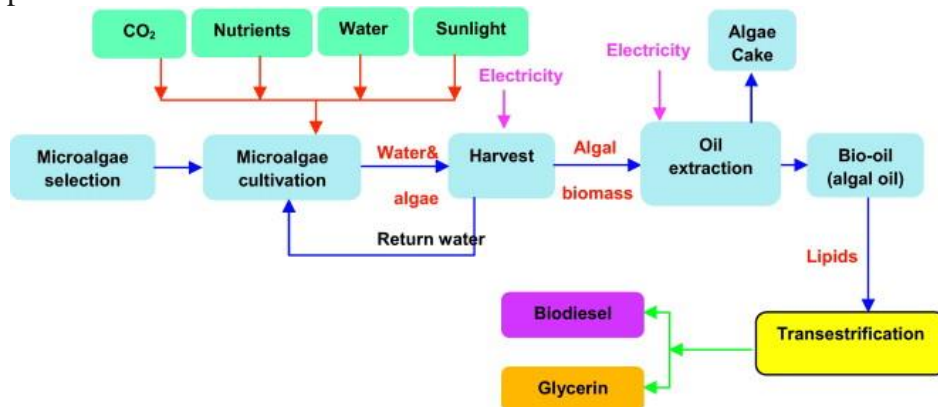 CO₂
Nutrients
Water
Sunlight
Electricity
Electricity
Algae
Cake
Microalgae
selection
Microalgae
cultivation
Water&
algae
Harvest
Algal
biomass
Oil
extraction
Bio-oil
(algal oil)
Return water
Lipids
Transestrification
Biodiesel
Glycerin